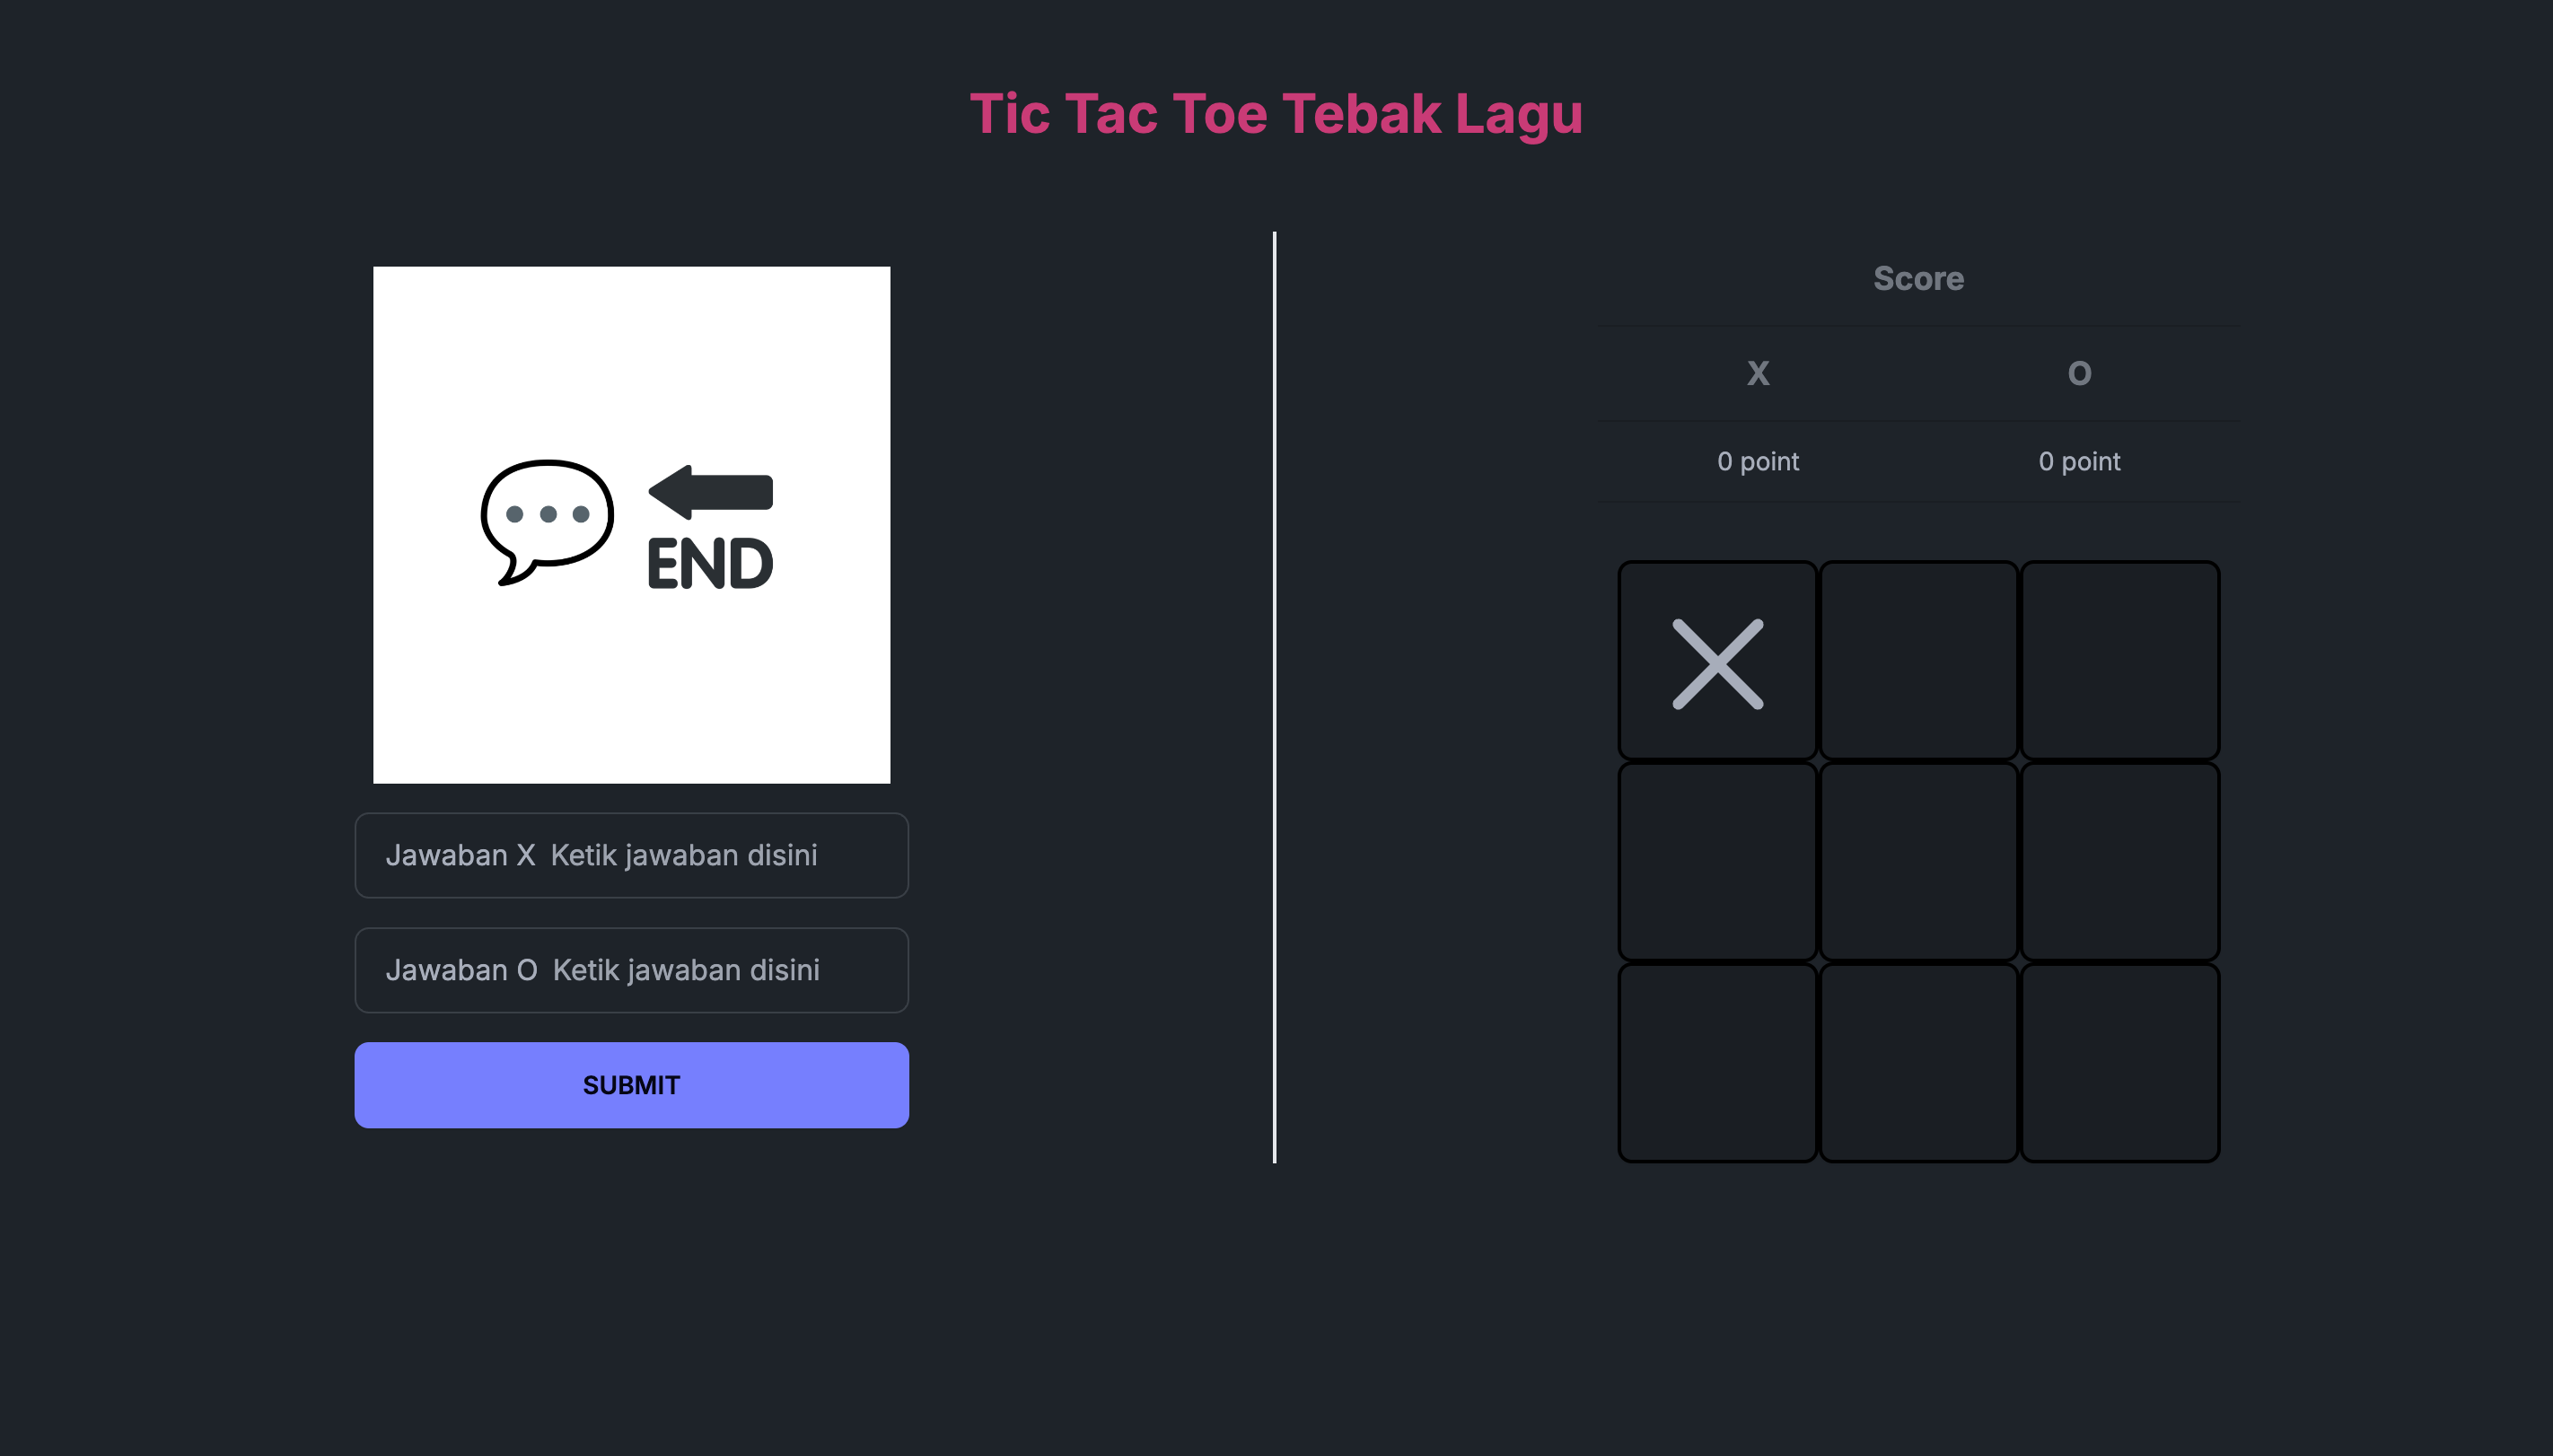 Tic Tac Toe Tebak Lagu
END
Jawaban X Ketik jawaban disini
Jawaban O Ketik jawaban disini
SUBMIT
Score
X O
0 point 0 point
X